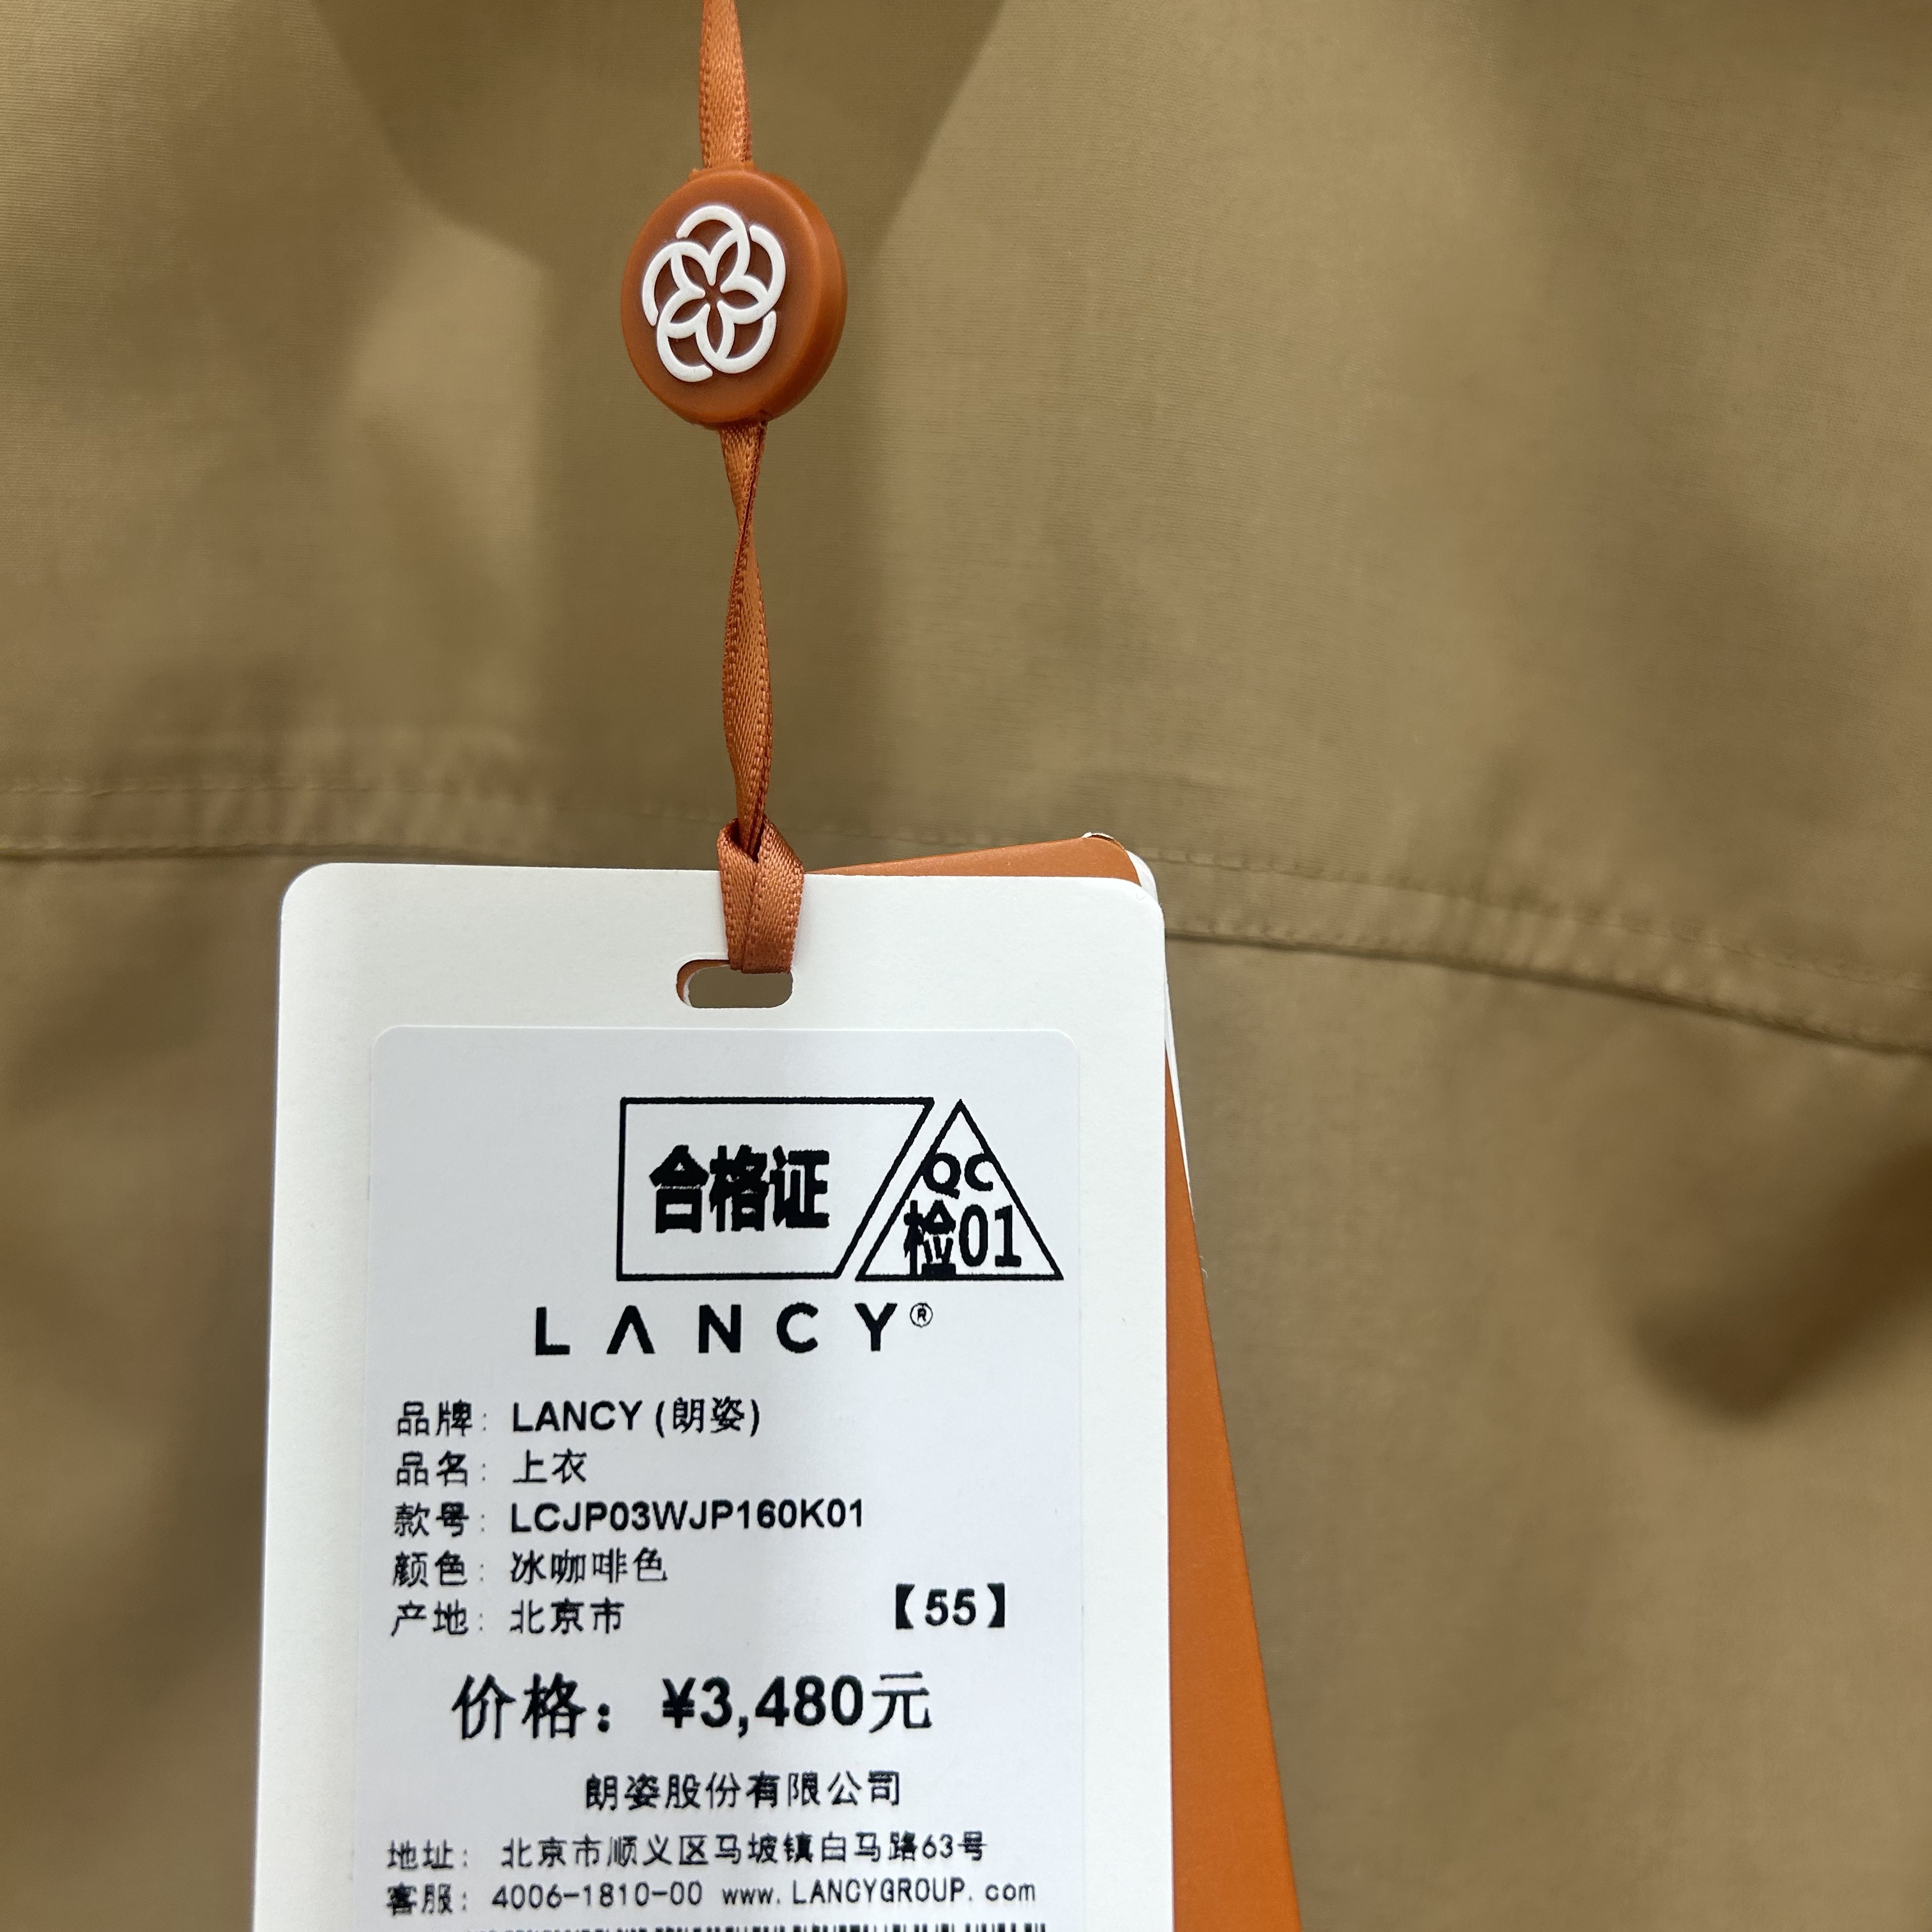 合格证
QC
检01
LANCY®
品牌: LANCY (朗姿)
品名: 上衣
款号: LCJP03WJP160K01
颜色: 冰咖啡色
产地: 北京市
【55】
价格: ¥3,480元
朗姿股份有限公司
地址: 北京市顺义区马坡镇白马路63号
客服: 4006-1810-00 www.LANCYGROUP.com